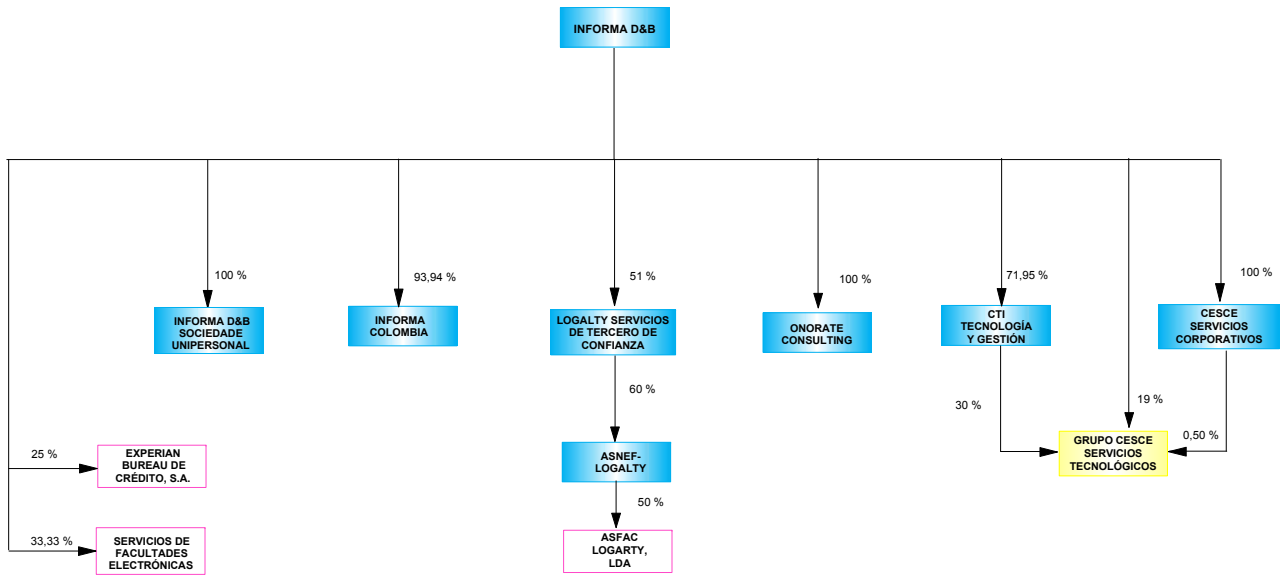 INFORMA D&B
100 %
93,94 %
51 %
100 %
71,95 %
100 %
INFORMA D&B
SOCIEDADE
UNIPERSONAL
INFORMA
COLOMBIA
LOGALTY SERVICIOS
DE TERCERO DE
CONFIANZA
ONORATE
CONSULTING
CTI
TECNOLOGÍA
Y GESTIÓN
CESCE
SERVICIOS
CORPORATIVOS
60 %
30 %
19 %
0,50 %
25 %
EXPERIAN
BUREAU DE
CRÉDITO, S.A.
ASNEF-
LOGALTY
GRUPO CESCE
SERVICIOS
TECNOLÓGICOS
50 %
33,33 %
SERVICIOS DE
FACULTADES
ELECTRÓNICAS
ASFAC
LOGARTY,
LDA